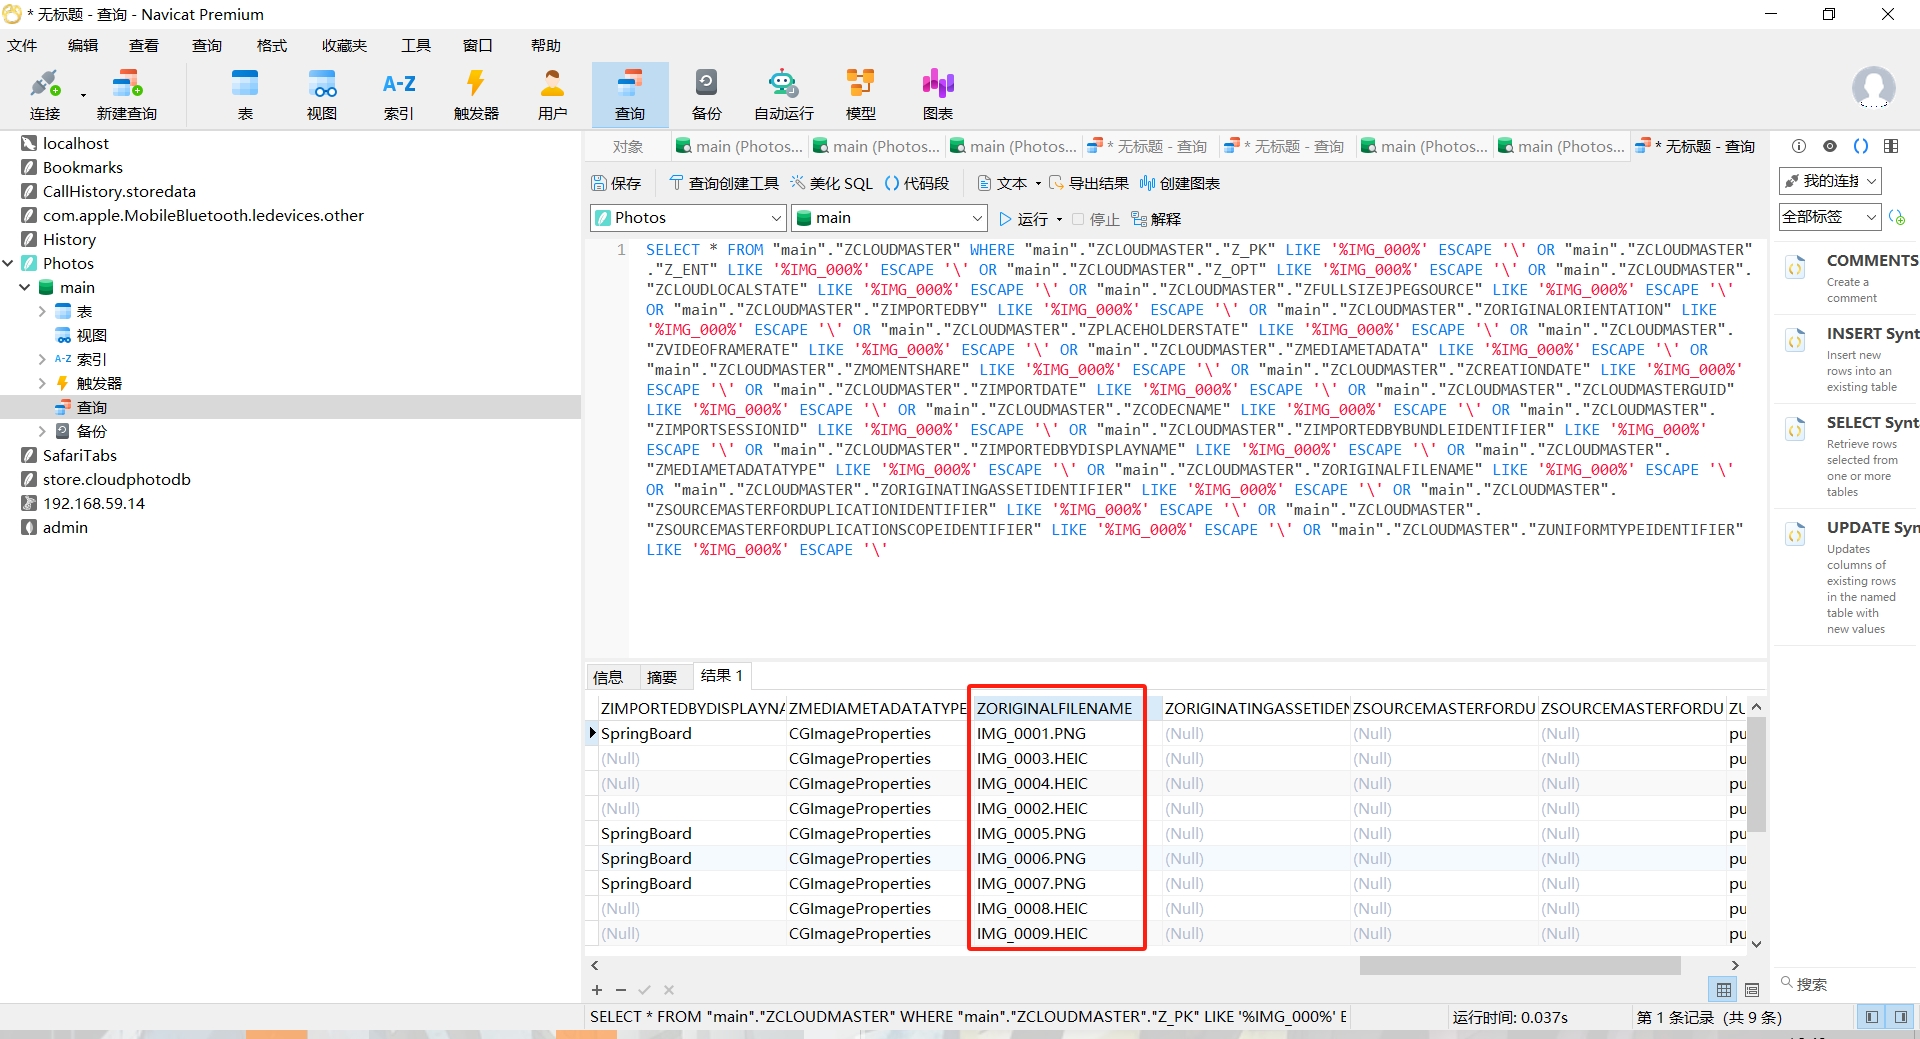 * 无标题 - 查询 - Navicat Premium
文件 编辑 查看 查询 格式 收藏夹 工具 窗口 帮助
连接 新建查询 表 视图 索引 触发器 用户 查询 备份 自动运行 模型 图表
localhost
Bookmarks
CallHistory.storedata
com.apple.MobileBluetooth.ledevices.other
History
Photos
main
表
视图
A-Z 索引
触发器
查询
备份
SafariTabs
store.cloudphotodb
192.168.59.14
admin
对象 main (Photos... main (Photos... main (Photos... * 无标题 - 查询 * 无标题 - 查询 main (Photos... main (Photos... * 无标题 - 查询
保存 查询创建工具 美化 SQL () 代码段 文本 导出结果 创建图表
Photos main 运行 停止 解释
1 SELECT * FROM "main"."ZCLOUDMASTER" WHERE "main"."ZCLOUDMASTER"."Z_PK" LIKE '%IMG_000%' ESCAPE '\' OR "main"."ZCLOUDMASTER"
."Z_ENT" LIKE '%IMG_000%' ESCAPE '\' OR "main"."ZCLOUDMASTER"."Z_OPT" LIKE '%IMG_000%' ESCAPE '\' OR "main"."ZCLOUDMASTER".
"ZCLOUDLOCALSTATE" LIKE '%IMG_000%' ESCAPE '\' OR "main"."ZCLOUDMASTER"."ZFULLSIZEJPEGSOURCE" LIKE '%IMG_000%' ESCAPE '\'
OR "main"."ZCLOUDMASTER"."ZIMPORTEDBY" LIKE '%IMG_000%' ESCAPE '\' OR "main"."ZCLOUDMASTER"."ZORIGINALORIENTATION" LIKE
'%IMG_000%' ESCAPE '\' OR "main"."ZCLOUDMASTER"."ZPLACEHOLDERSTATE" LIKE '%IMG_000%' ESCAPE '\' OR "main"."ZCLOUDMASTER".
"ZVIDEOFRAMERATE" LIKE '%IMG_000%' ESCAPE '\' OR "main"."ZCLOUDMASTER"."ZMEDIAMETADATA" LIKE '%IMG_000%' ESCAPE '\' OR
"main"."ZCLOUDMASTER"."ZMOMENTSHARE" LIKE '%IMG_000%' ESCAPE '\' OR "main"."ZCLOUDMASTER"."ZCREATIONDATE" LIKE '%IMG_000%'
ESCAPE '\' OR "main"."ZCLOUDMASTER"."ZIMPORTDATE" LIKE '%IMG_000%' ESCAPE '\' OR "main"."ZCLOUDMASTER"."ZCLOUDMASTERGUID"
LIKE '%IMG_000%' ESCAPE '\' OR "main"."ZCLOUDMASTER"."ZCODECNAME" LIKE '%IMG_000%' ESCAPE '\' OR "main"."ZCLOUDMASTER".
"ZIMPORTSESSIONID" LIKE '%IMG_000%' ESCAPE '\' OR "main"."ZCLOUDMASTER"."ZIMPORTEDBYBUNDLEIDENTIFIER" LIKE '%IMG_000%'
ESCAPE '\' OR "main"."ZCLOUDMASTER"."ZIMPORTEDBYDISPLAYNAME" LIKE '%IMG_000%' ESCAPE '\' OR "main"."ZCLOUDMASTER".
"ZMEDIAMETADATATYPE" LIKE '%IMG_000%' ESCAPE '\' OR "main"."ZCLOUDMASTER"."ZORIGINALFILENAME" LIKE '%IMG_000%' ESCAPE '\'
OR "main"."ZCLOUDMASTER"."ZORIGINATINGASSETIDENTIFIER" LIKE '%IMG_000%' ESCAPE '\' OR "main"."ZCLOUDMASTER".
"ZSOURCEMASTERFORDUPLICATIONIDENTIFIER" LIKE '%IMG_000%' ESCAPE '\' OR "main"."ZCLOUDMASTER".
"ZSOURCEMASTERFORDUPLICATIONSCOPEIDENTIFIER" LIKE '%IMG_000%' ESCAPE '\' OR "main"."ZCLOUDMASTER"."ZUNIFORMTYPEIDENTIFIER"
LIKE '%IMG_000%' ESCAPE '\'
信息 摘要 结果 1
ZIMPORTEDBYDISPLAYNA ZMEDIAMETADATATYPE ZORIGINALFILENAME ZORIGINATINGASSETIDEN ZSOURCEMASTERFORDU ZSOURCEMASTERFORDU ZU
SpringBoard CGImageProperties IMG_0001.PNG (Null) (Null) (Null) pu
(Null) CGImageProperties IMG_0003.HEIC (Null) (Null) (Null) pu
(Null) CGImageProperties IMG_0004.HEIC (Null) (Null) (Null) pu
(Null) CGImageProperties IMG_0002.HEIC (Null) (Null) (Null) pu
SpringBoard CGImageProperties IMG_0005.PNG (Null) (Null) (Null) pu
SpringBoard CGImageProperties IMG_0006.PNG (Null) (Null) (Null) pu
SpringBoard CGImageProperties IMG_0007.PNG (Null) (Null) (Null) pu
(Null) CGImageProperties IMG_0008.HEIC (Null) (Null) (Null) pu
(Null) CGImageProperties IMG_0009.HEIC (Null) (Null) (Null) pu
SELECT * FROM "main"."ZCLOUDMASTER" WHERE "main"."ZCLOUDMASTER"."Z_PK" LIKE '%IMG_000%' E 运行时间: 0.037s 第 1 条记录 (共 9 条)
我的连接
全部标签
COMMENTS
Create a
comment
INSERT Synt
Insert new
rows into an
existing table
SELECT Synt
Retrieve rows
selected from
one or more
tables
UPDATE Syn
Updates
columns of
existing rows
in the named
table with
new values
搜索